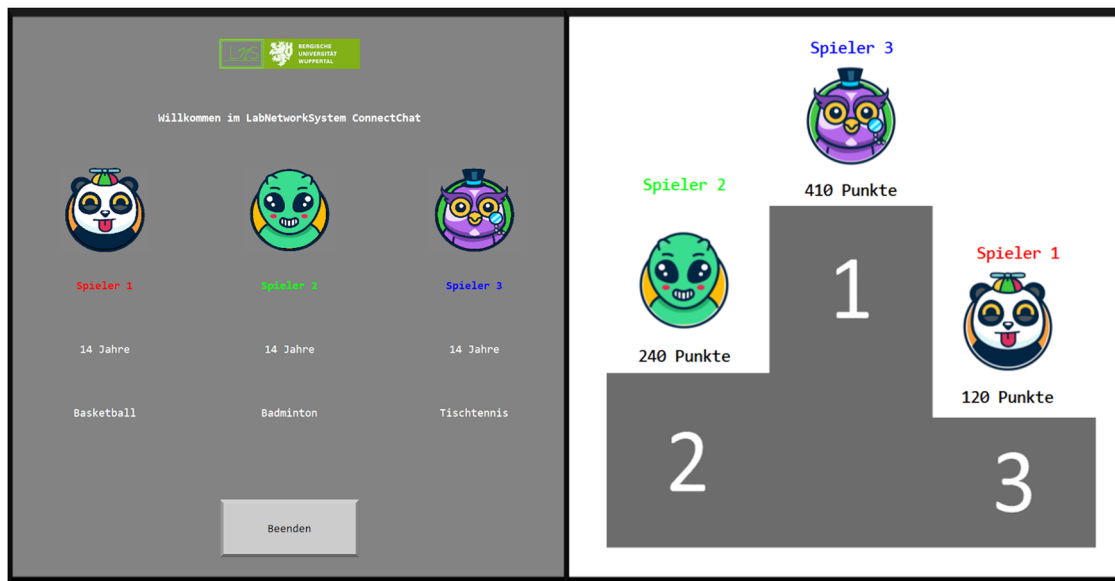 BERGISCHE
UNIVERSITÄT
WUPPERTAL
Willkommen im LabNetworkSystem ConnectChat
Spieler 1 Spieler 2 Spieler 3
14 Jahre 14 Jahre 14 Jahre
Basketball Badminton Tischtennis
Beenden
Spieler 3
410 Punkte
Spieler 2
240 Punkte
Spieler 1
120 Punkte
1
2
3